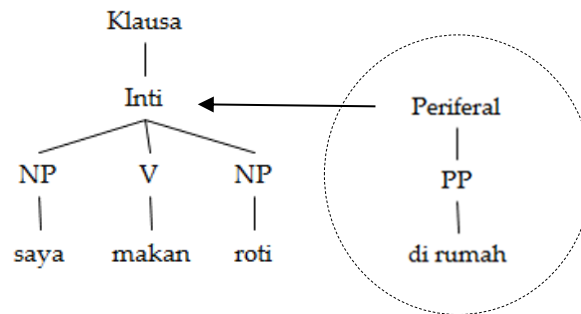 Klausa
Inti
Periferal
NP V NP PP
saya makan roti di rumah